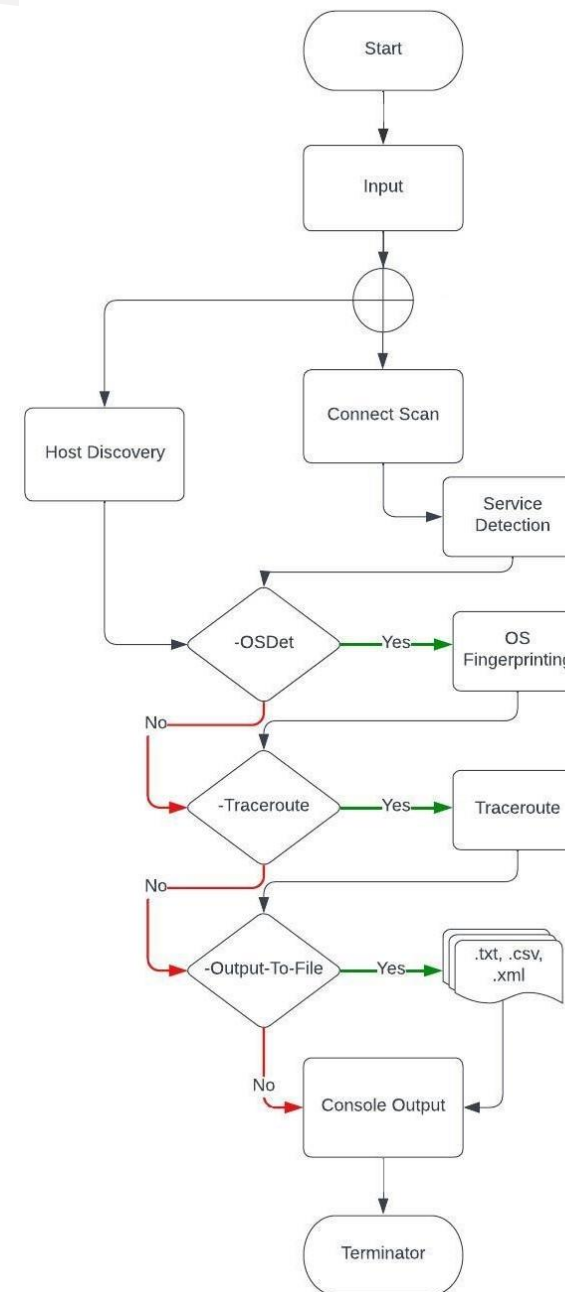 Start
Input
Connect Scan
Host Discovery
Service
Detection
-OSDet
Yes
OS
Fingerprinting
No
-Traceroute
Yes
Traceroute
No
-Output-To-File
Yes
.txt, .csv,
.xml
No
Console Output
Terminator